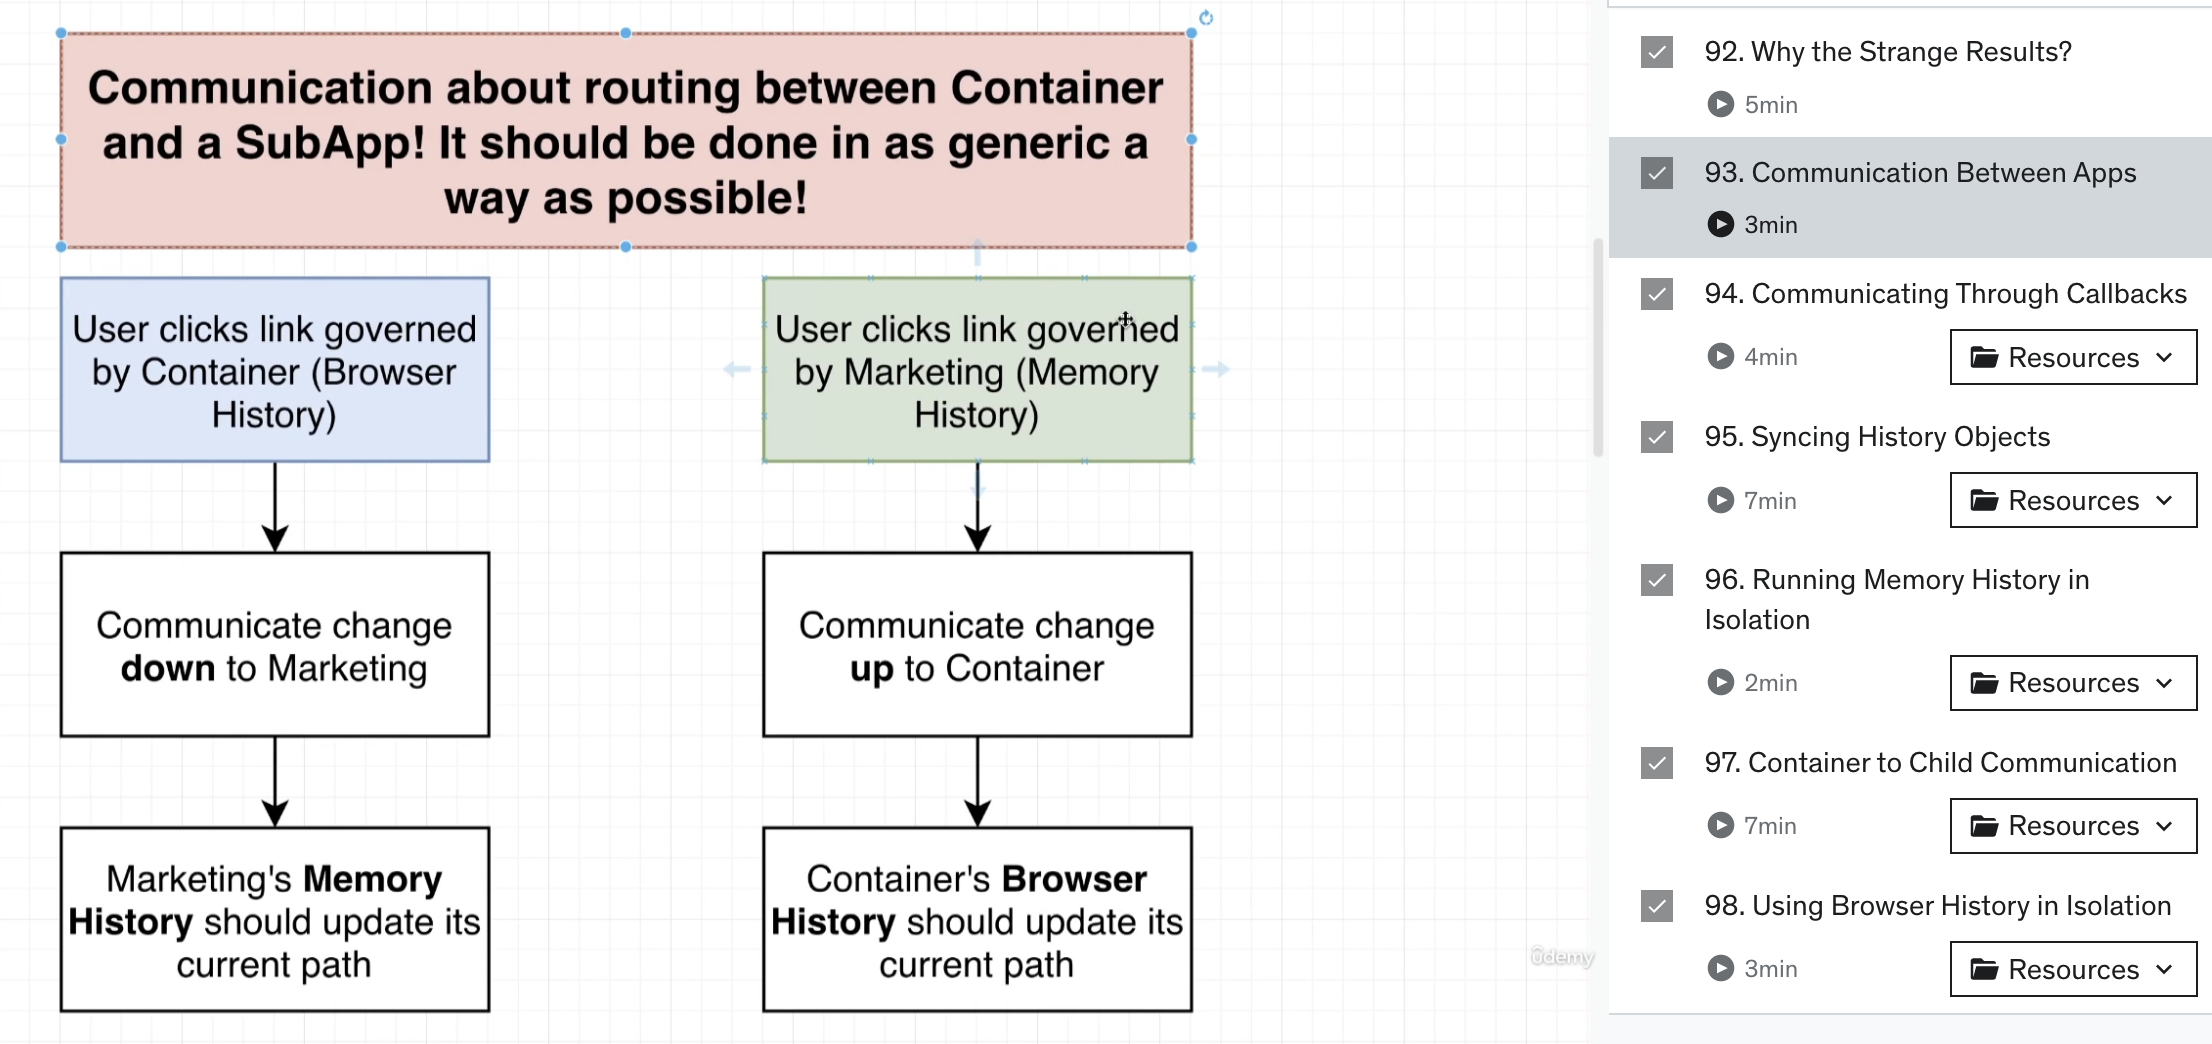 Communication about routing between Container
and a SubApp! It should be done in as generic a
way as possible!
User clicks link governed
by Container (Browser
History)
Communicate change
down to Marketing
Marketing's Memory
History should update its
current path
User clicks link governed
by Marketing (Memory
History)
Communicate change
up to Container
Container's Browser
History should update its
current path
ûdemy
92. Why the Strange Results?
5min
93. Communication Between Apps
3min
94. Communicating Through Callbacks
4min
Resources
95. Syncing History Objects
7min
Resources
96. Running Memory History in
Isolation
2min
Resources
97. Container to Child Communication
7min
Resources
98. Using Browser History in Isolation
3min
Resources